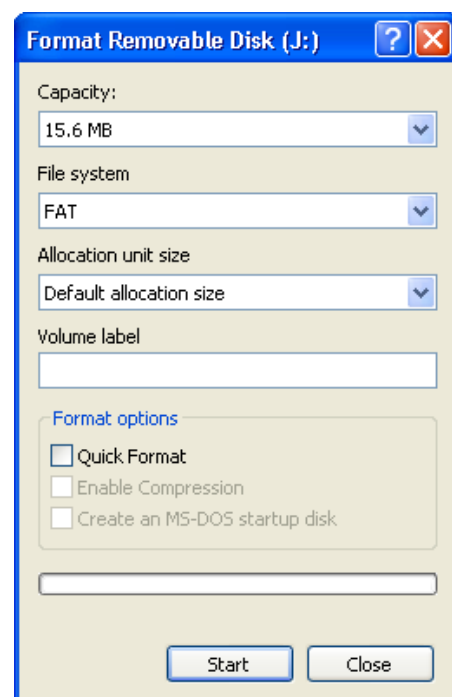 Format Removable Disk (J:)
Capacity:
15.6 MB
File system
FAT
Allocation unit size
Default allocation size
Volume label
Format options
Quick Format
Enable Compression
Create an MS-DOS startup disk
Start
Close